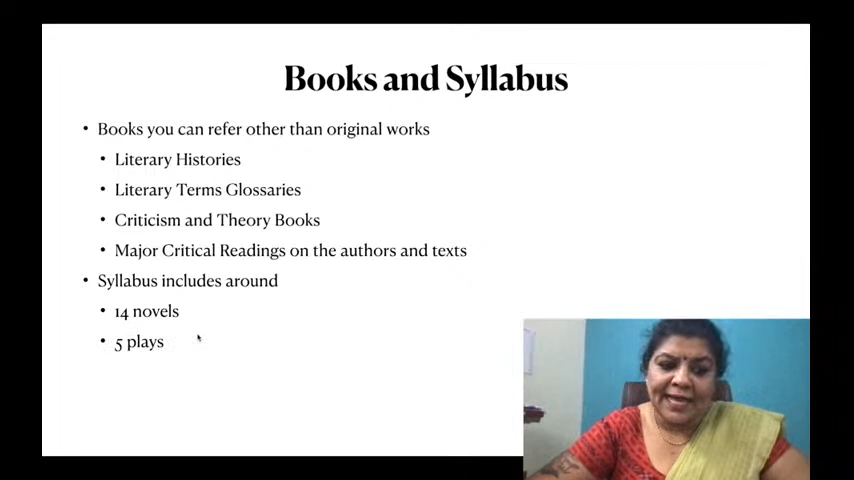 Books and Syllabus
• Books you can refer other than original works
• Literary Histories
• Literary Terms Glossaries
• Criticism and Theory Books
• Major Critical Readings on the authors and texts
• Syllabus includes around
• 14 novels
• 5 plays